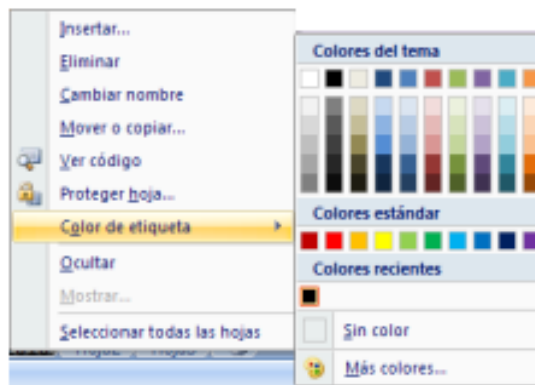 Insertar...
Eliminar
Cambiar nombre
Mover o copiar...
Ver código
Proteger hoja...
Color de etiqueta
Ocultar
Mostrar...
Seleccionar todas las hojas
Colores del tema
Colores estándar
Colores recientes
Sin color
Más colores...